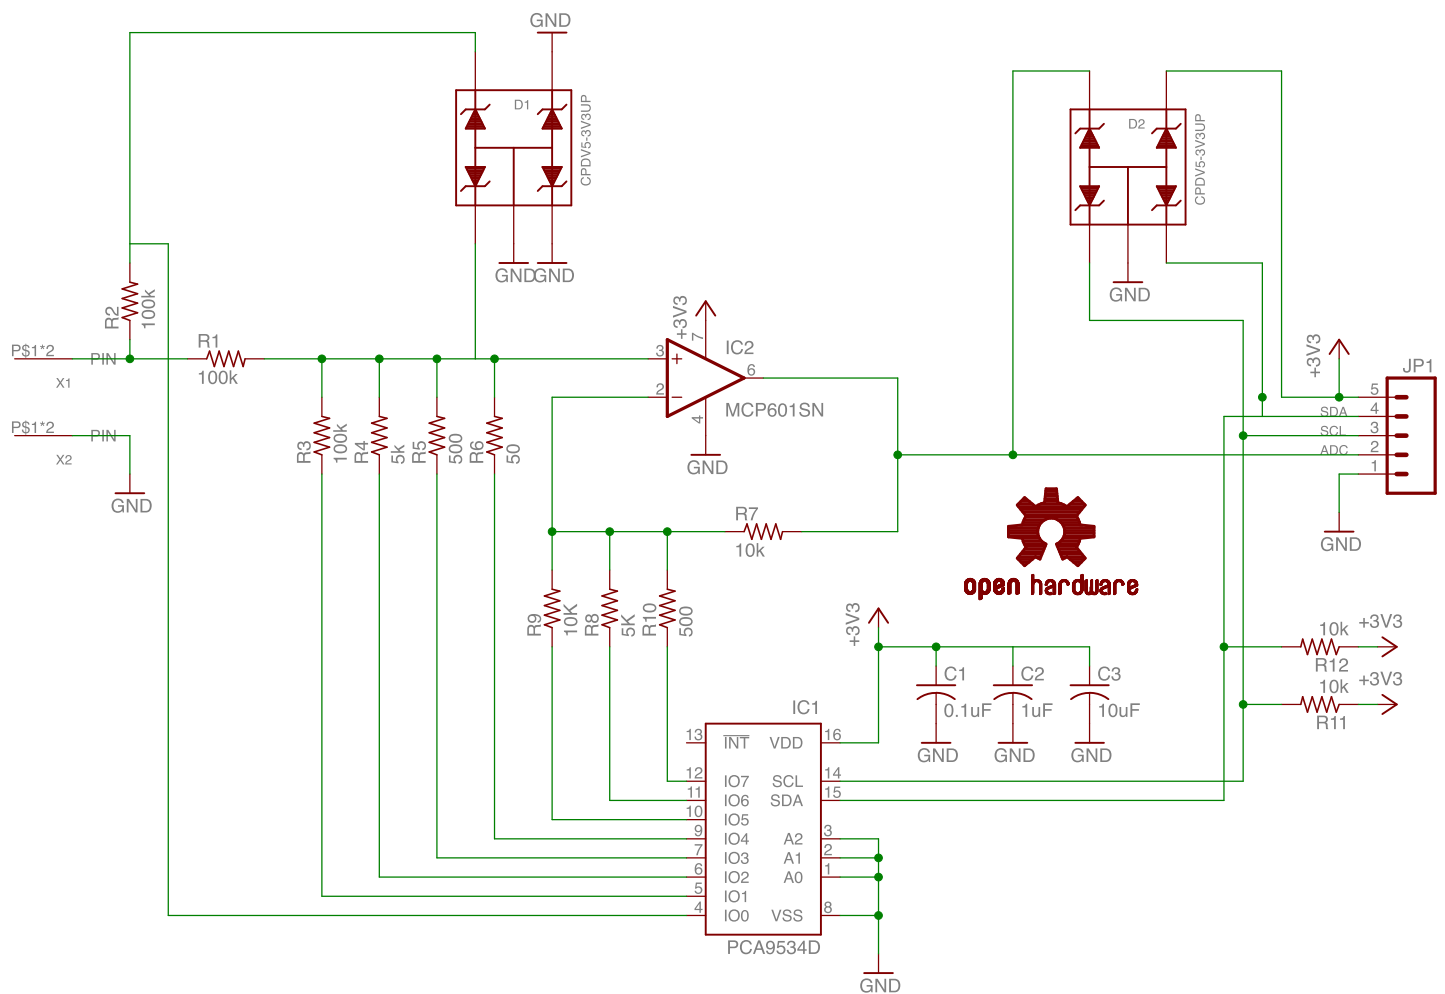 GND
D1
CPDV5-3V3UP
GND
GND
D2
CPDV5-3V3UP
GND
R2
100k
P$1*2
PIN
X1
R1
100k
P$1*2
PIN
X2
GND
R3
100k
R4
5k
R5
500
R6
50
+3V3
7
3
+
2
−
6
4
IC2
MCP601SN
GND
R7
10k
R9
10K
R8
5K
R10
500
+3V3
JP1
5
SDA
4
SCL
3
ADC
2
1
GND
open hardware
+3V3
C1
0.1uF
GND
C2
1uF
GND
C3
10uF
GND
10k
+3V3
R12
10k
+3V3
R11
IC1
13
INT
VDD
16
12
IO7
SCL
14
11
IO6
SDA
15
10
IO5
9
IO4
A2
3
7
IO3
A1
2
6
IO2
A0
1
5
IO1
4
IO0
VSS
8
PCA9534D
GND